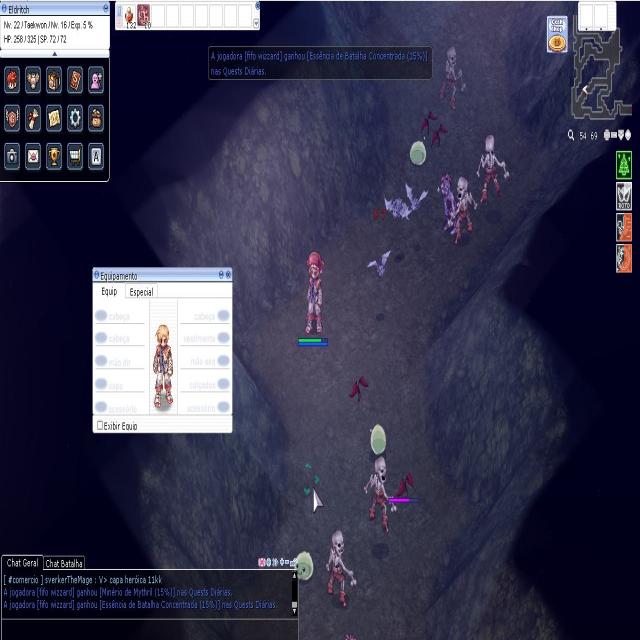 Eldritch
Nv. 22 / Taekwon / Nv. 16 / Exp. 5 %
HP. 258 / 325 | SP. 72 / 72
132
10
A jogadora [fifo wizzard] ganhou [Essência de Batalha Concentrada (15%)]
nas Quests Diárias.
54 69
ROTD
Equipamento
Equip
Especial
cabeça
cabeça
cabeça
vestimenta
mão dir
mão esq
capa
calçados
acessório
acessório
Exibir Equip
Chat Geral
Chat Batalha
[ #comercio ] sverkerTheMage : V> capa heróica 11kk
A jogadora [fifo wizzard] ganhou [Minério de Mythril (15%)] nas Quests Diárias.
A jogadora [fifo wizzard] ganhou [Essência de Batalha Concentrada (15%)] nas Quests Diárias.